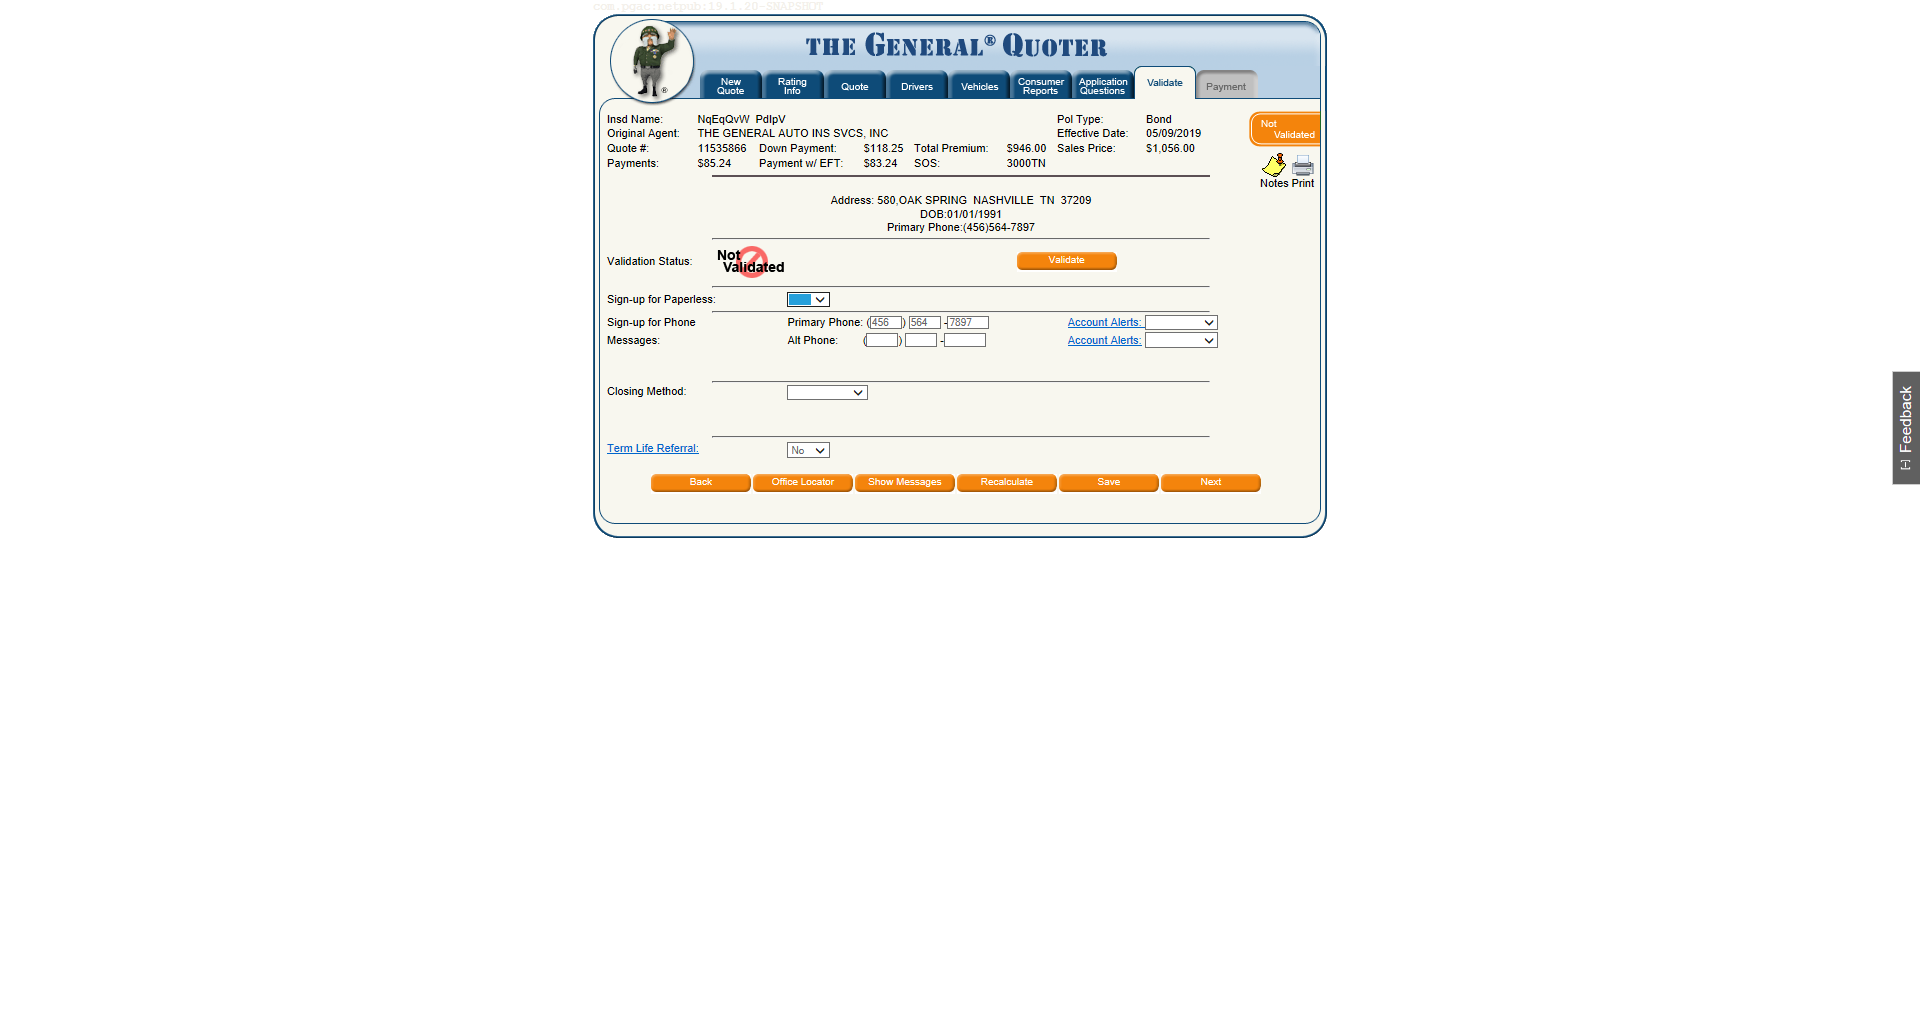 com.pgac:netpub:19.1.20-SNAPSHOT
THE GENERAL® QUOTER
New Quote
Rating Info
Quote
Drivers
Vehicles
Consumer Reports
Application Questions
Validate
Payment
Insd Name: NqEqQvW PdIpV Pol Type: Bond
Original Agent: THE GENERAL AUTO INS SVCS, INC Effective Date: 05/09/2019
Quote #: 11535866 Down Payment: $118.25 Total Premium: $946.00 Sales Price: $1,056.00
Payments: $85.24 Payment w/ EFT: $83.24 SOS: 3000TN
Not Validated
Notes Print
Address: 580,OAK SPRING NASHVILLE TN 37209
DOB:01/01/1991
Primary Phone:(456)564-7897
Validation Status: Not Validated Validate
Sign-up for Paperless:
Sign-up for Phone Primary Phone: (456) 564 -7897 Account Alerts:
Messages: Alt Phone: ( ) - Account Alerts:
Closing Method:
Term Life Referral: No
Back Office Locator Show Messages Recalculate Save Next
[-] Feedback
®